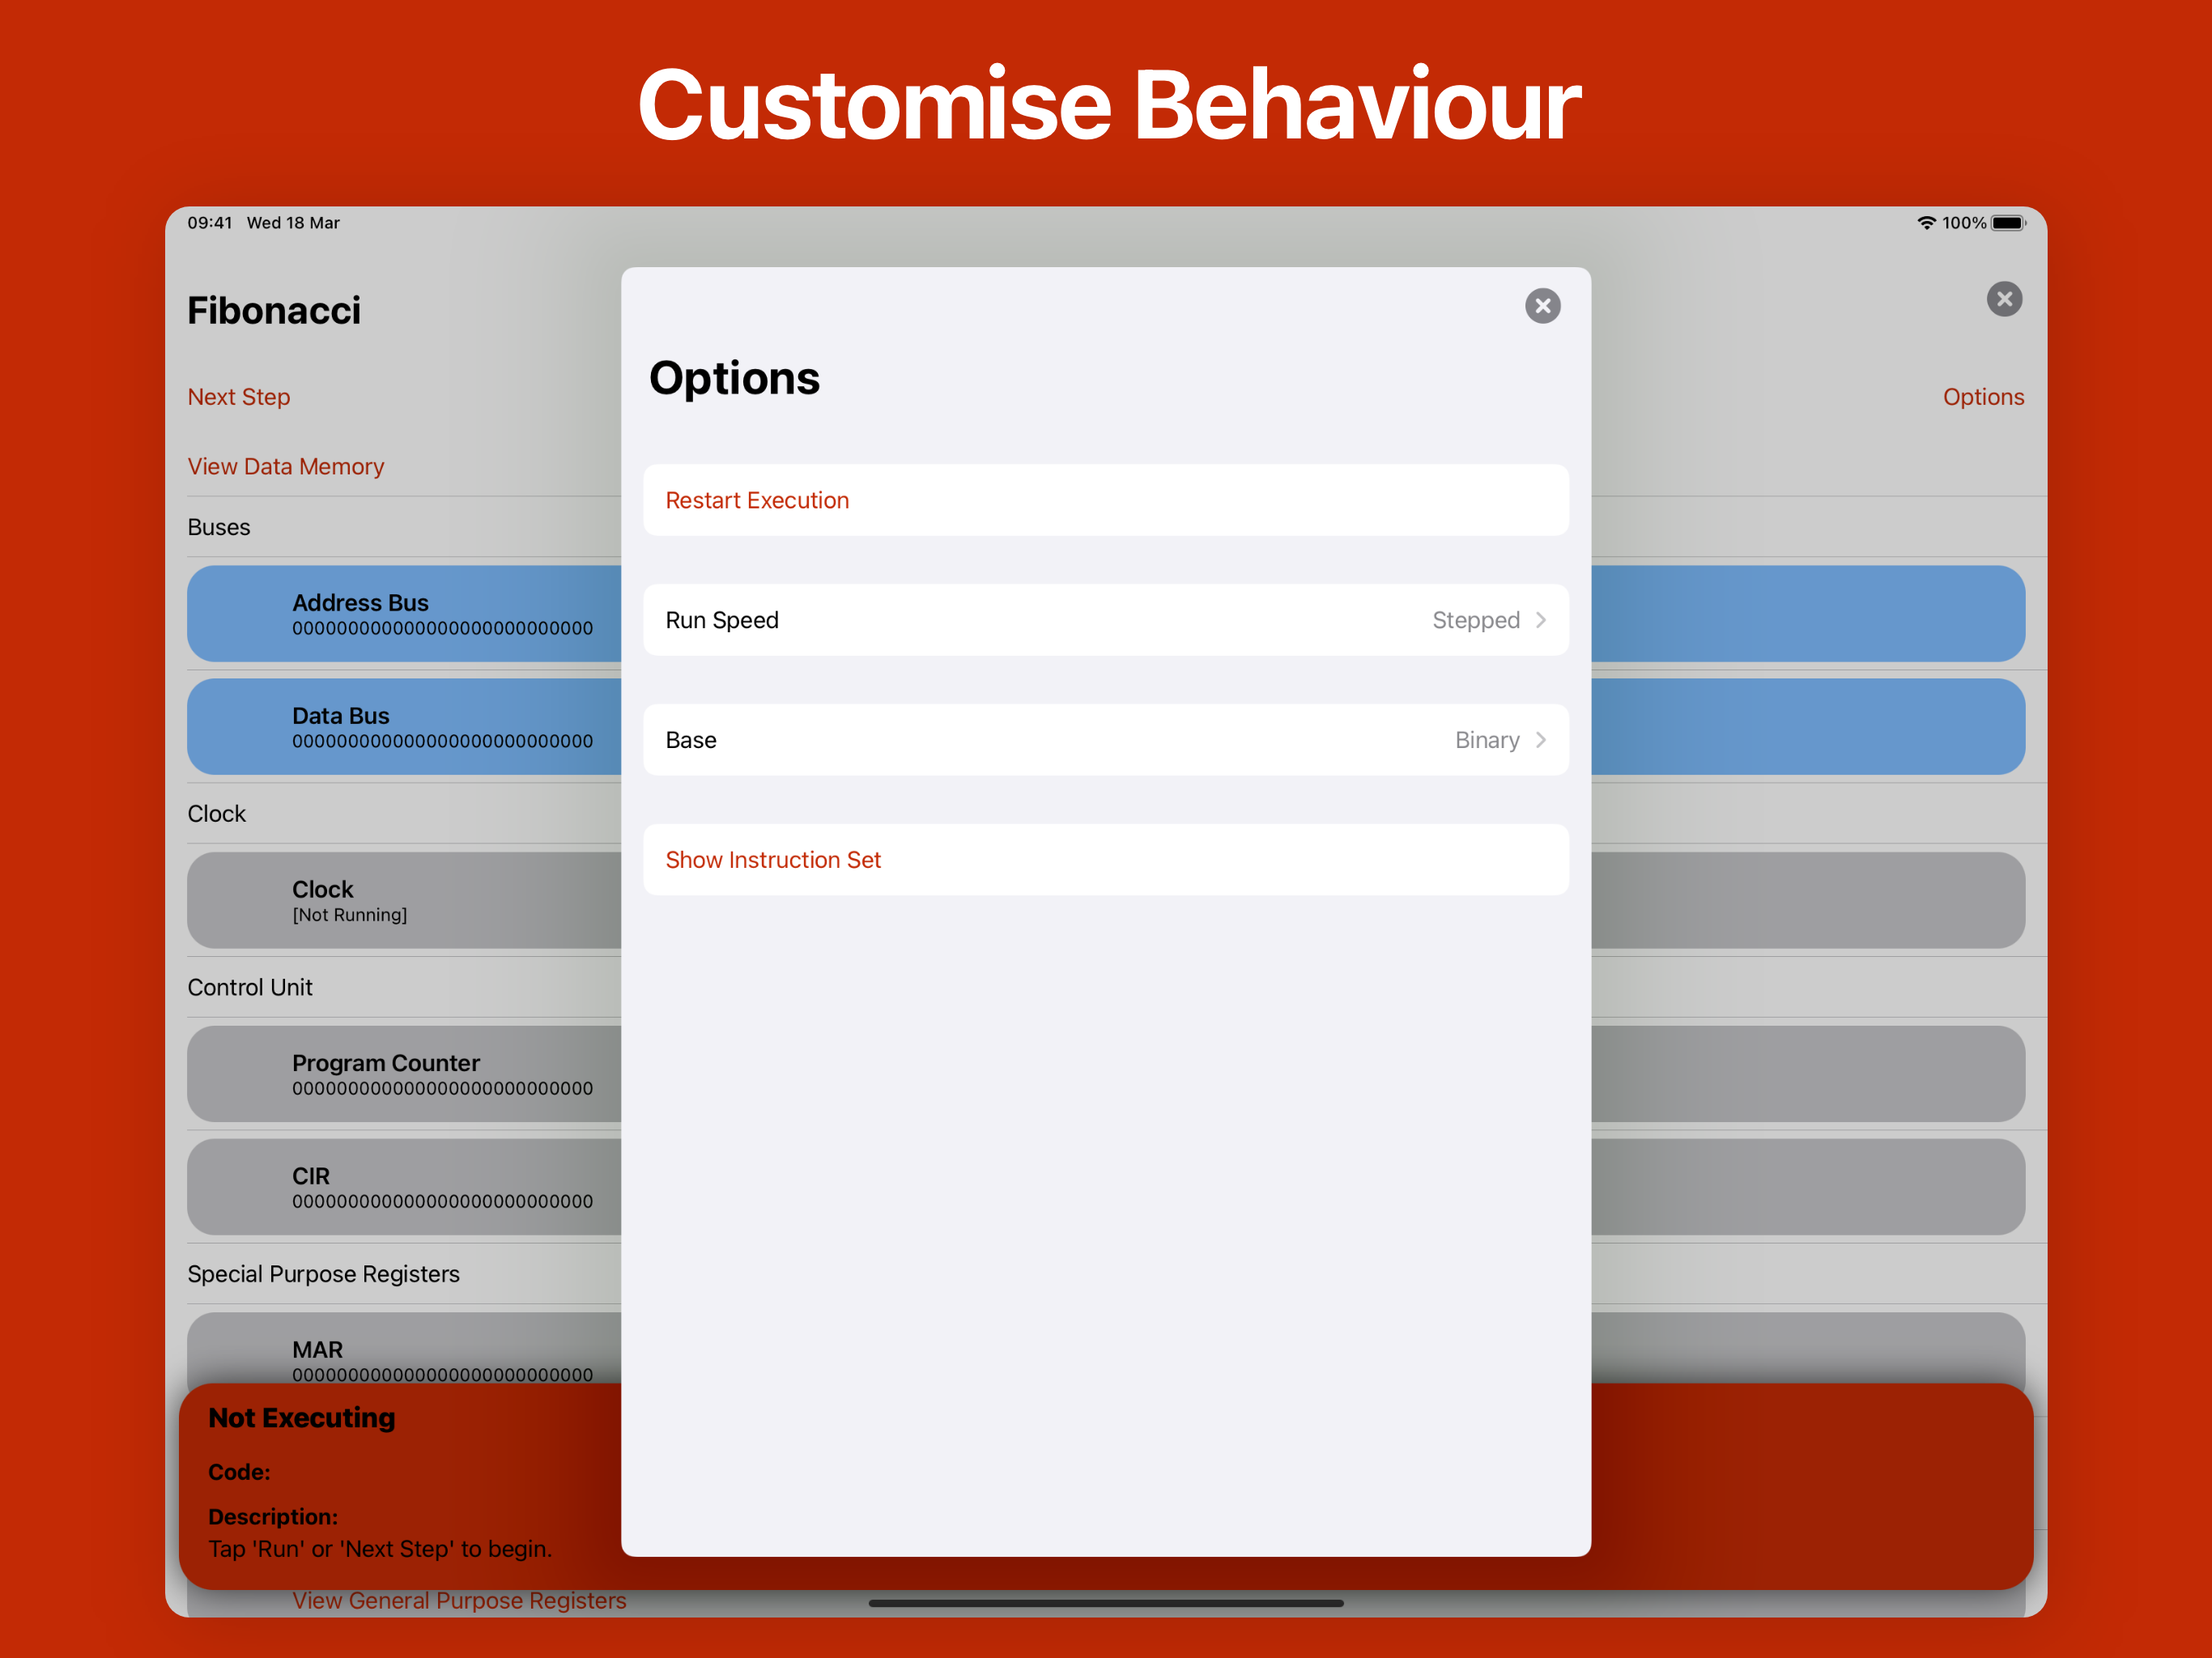 Customise Behaviour
09:41 Wed 18 Mar
100%
Fibonacci
Next Step
Options
View Data Memory
Buses
Address Bus
000000000000000000000000000
Data Bus
000000000000000000000000000
Clock
Clock
[Not Running]
Control Unit
Program Counter
000000000000000000000000000
CIR
000000000000000000000000000
Special Purpose Registers
MAR
000000000000000000000000000
Not Executing
Code:
Description:
Tap 'Run' or 'Next Step' to begin.
View General Purpose Registers
Options
Restart Execution
Run Speed Stepped
Base Binary
Show Instruction Set